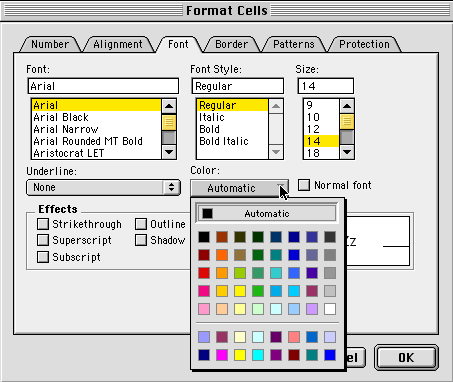 Format Cells
Number Alignment Font Border Patterns Protection
Font: Font Style: Size:
Arial Regular 14
Arial Regular 9
Arial Black Italic 10
Arial Narrow Bold 12
Arial Rounded MT Bold Bold Italic 14
Aristocrat LET 18
Underline: Color:
None Automatic Normal font
Effects Automatic
Strikethrough Outline
Superscript Shadow
Subscript
OK